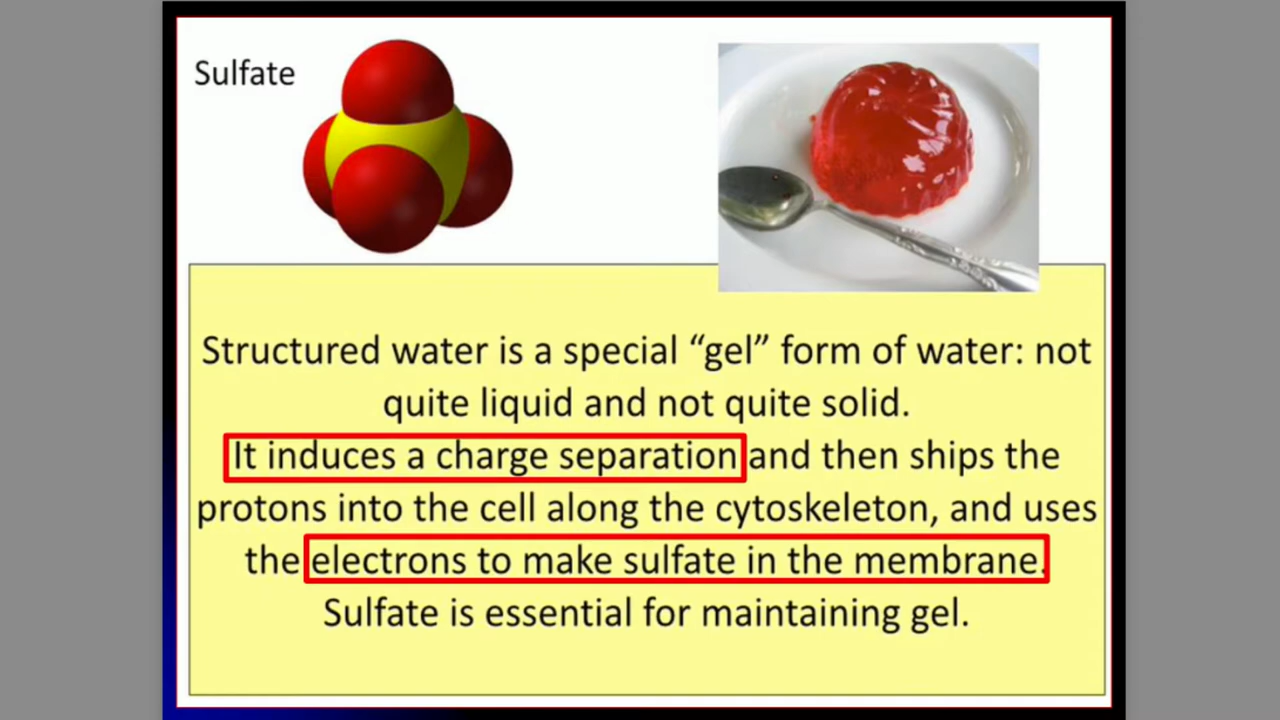 Sulfate
Structured water is a special “gel” form of water: not
quite liquid and not quite solid.
It induces a charge separation and then ships the
protons into the cell along the cytoskeleton, and uses
the electrons to make sulfate in the membrane.
Sulfate is essential for maintaining gel.